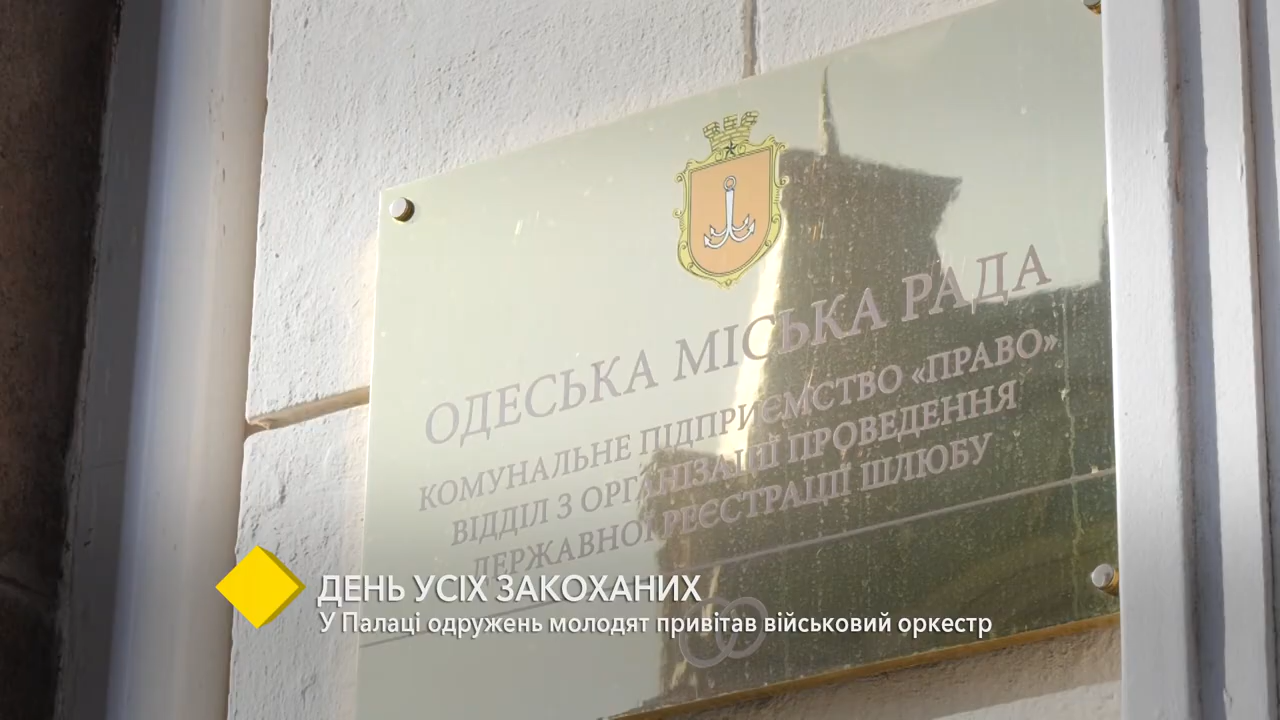 ОДЕСЬКА МІСЬКА РАДА
КОМУНАЛЬНЕ ПІДПРИЄМСТВО «ПРАВО»
ВІДДІЛ З ОРГАНІЗАЦІЇ ПРОВЕДЕННЯ
ДЕРЖАВНОЇ РЕЄСТРАЦІЇ ШЛЮБУ
ДЕНЬ УСІХ ЗАКОХАНИХ
У Палаці одружень молодят привітав військовий оркестр